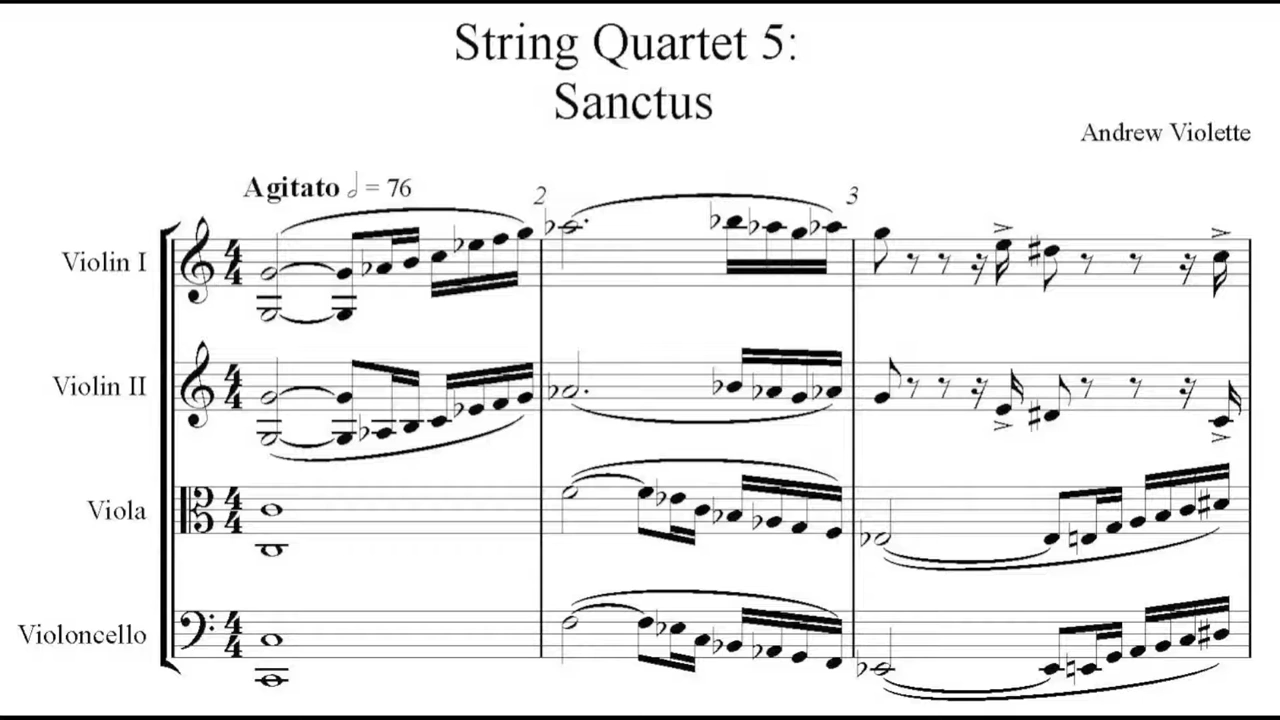 String Quartet 5:
Sanctus
Andrew Violette
Agitato 𝅗𝅥 = 76
2
3
Violin I
Violin II
Viola
Violoncello